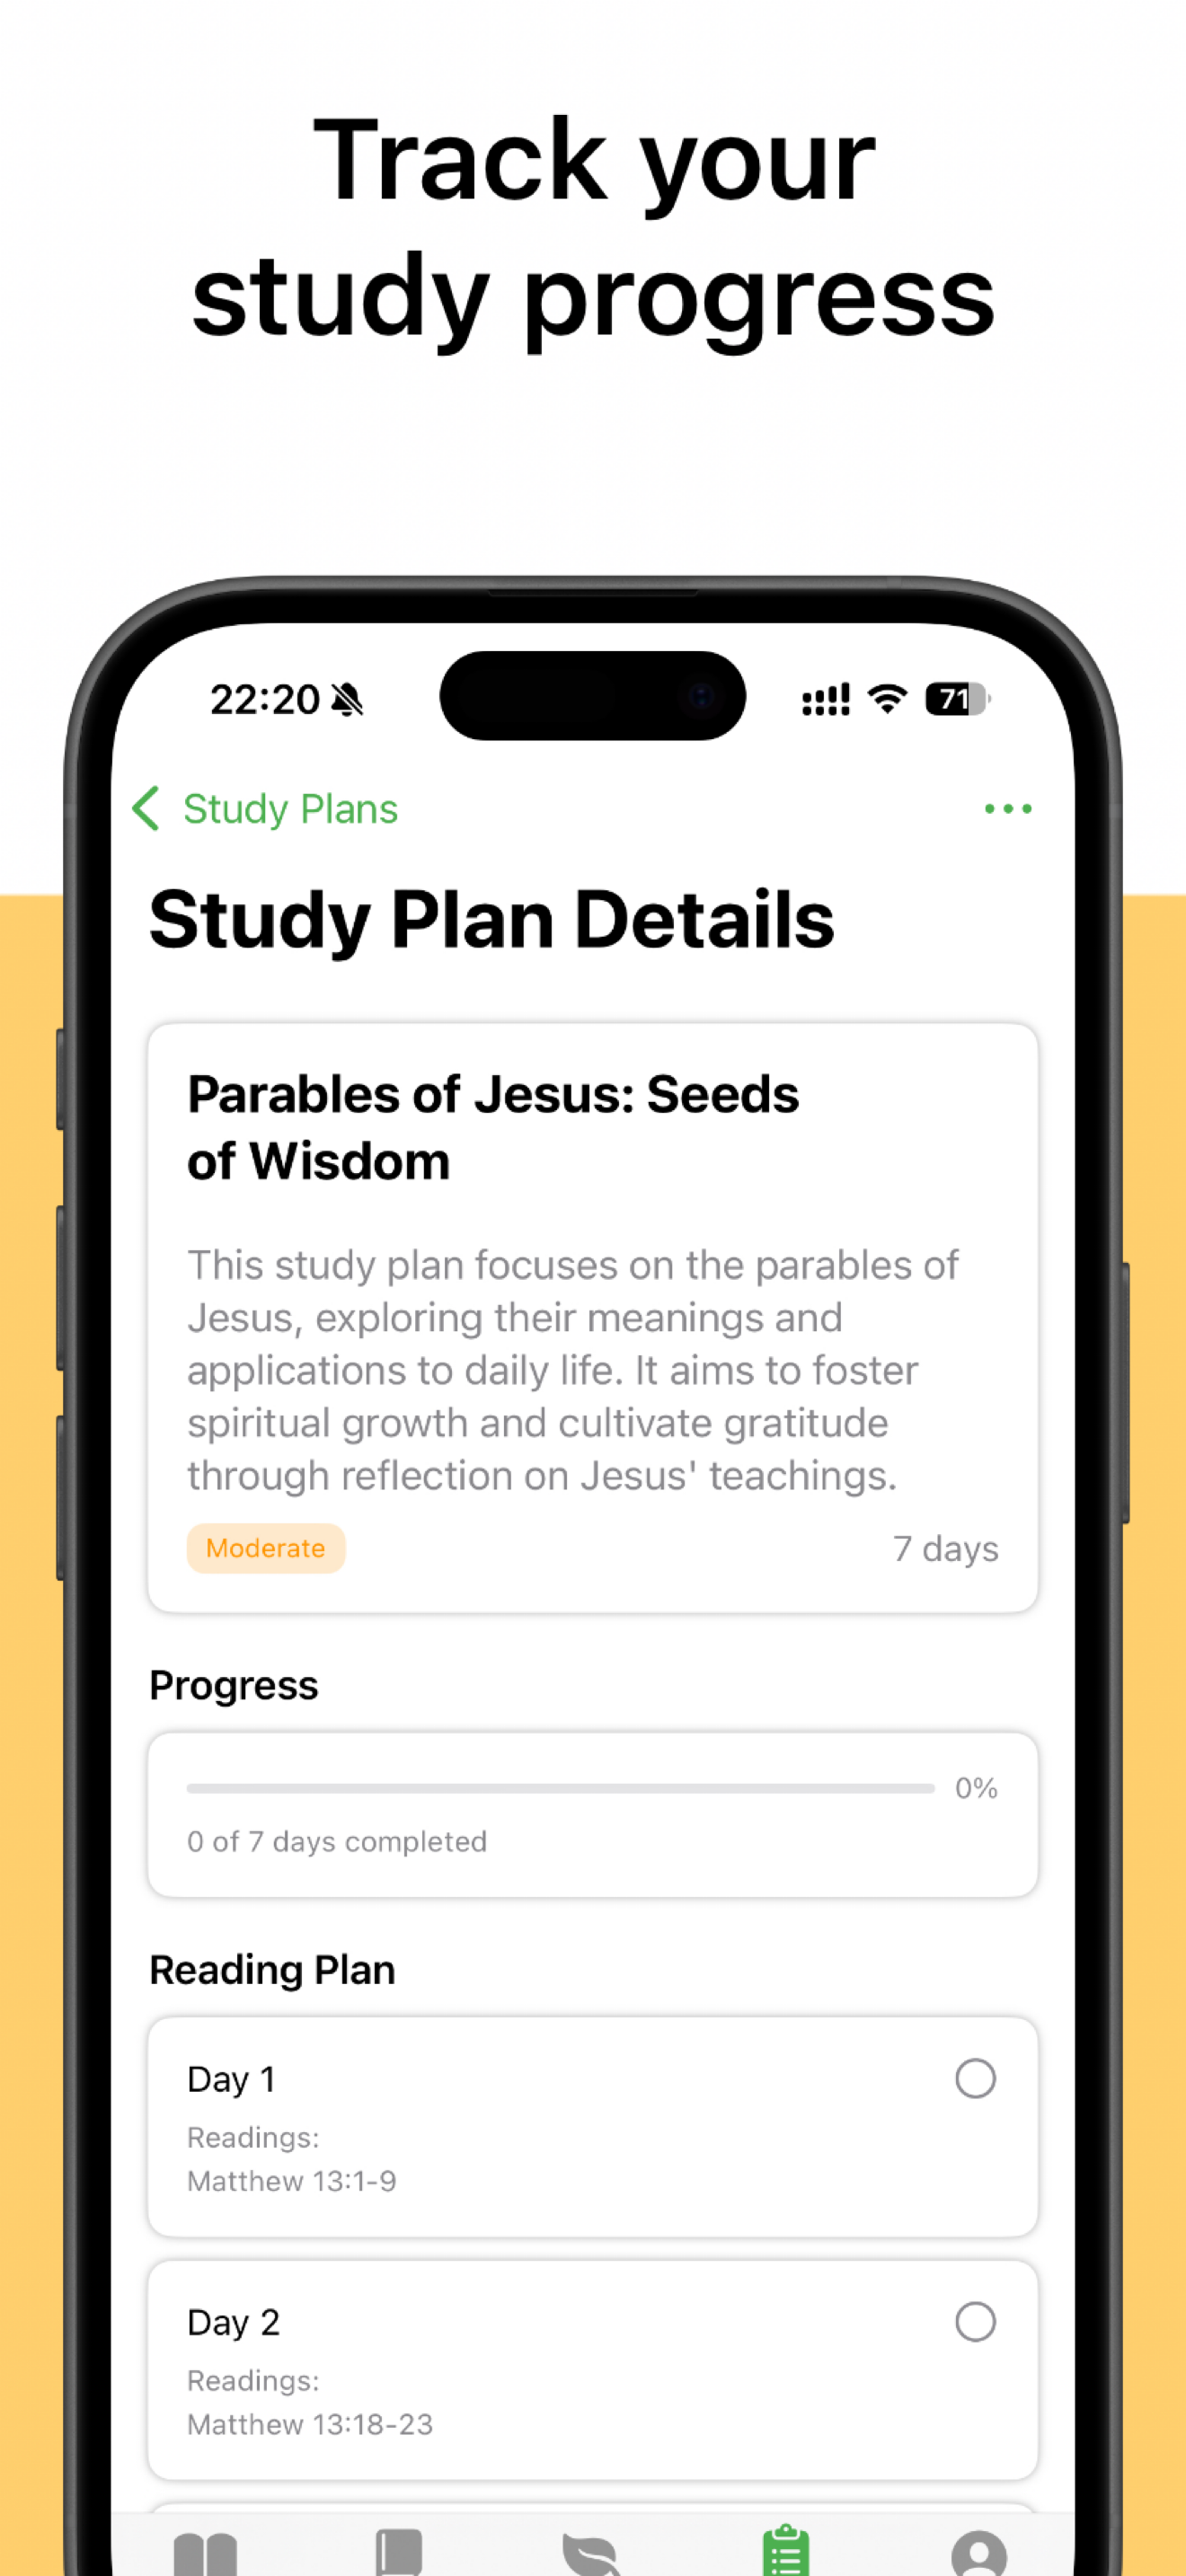 Track your
study progress
22:20
71
Study Plans
Study Plan Details
Parables of Jesus: Seeds
of Wisdom
This study plan focuses on the parables of
Jesus, exploring their meanings and
applications to daily life. It aims to foster
spiritual growth and cultivate gratitude
through reflection on Jesus' teachings.
Moderate
7 days
Progress
0%
0 of 7 days completed
Reading Plan
Day 1
Readings:
Matthew 13:1-9
Day 2
Readings:
Matthew 13:18-23